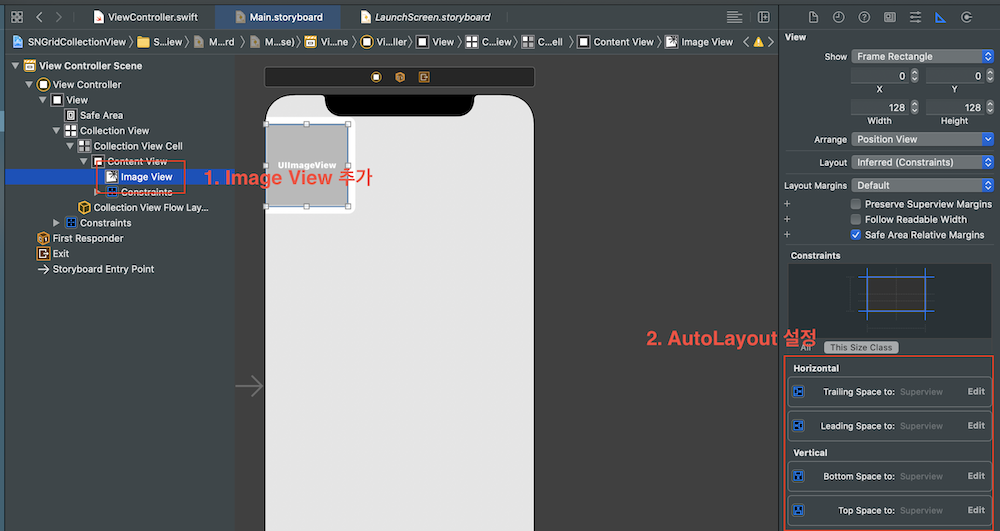 ViewController.swift
Main.storyboard
LaunchScreen.storyboard
SNGridCollectionView
S...iew
M...rd
M...se)
V...ne
V...ller
View
C...iew
C...ell
Content View
Image View
View Controller Scene
View Controller
View
Safe Area
Collection View
Collection View Cell
Content View
Image View
Constraints
Collection View Flow Lay...
Constraints
First Responder
Exit
Storyboard Entry Point
1. Image View 추가
UIImageView
2. AutoLayout 설정
View
Show Frame Rectangle
0 0
X Y
128 128
Width Height
Arrange Position View
Layout Inferred (Constraints)
Layout Margins Default
Preserve Superview Margins
Follow Readable Width
Safe Area Relative Margins
Constraints
All This Size Class
Horizontal
Trailing Space to: Superview Edit
Leading Space to: Superview Edit
Vertical
Bottom Space to: Superview Edit
Top Space to: Superview Edit